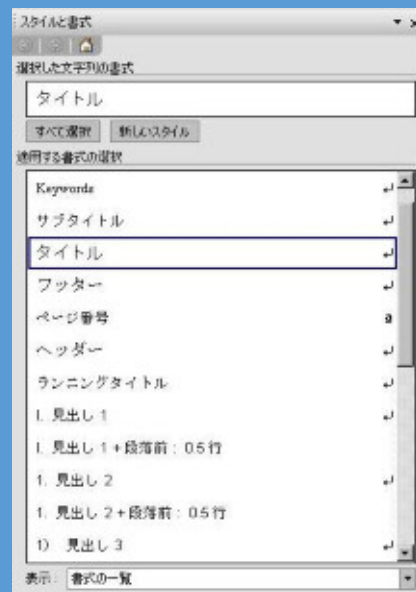 スタイルと書式
選択した文字列の書式
タイトル
すべて選択 新しいスタイル
適用する書式の選択
Keywords
サブタイトル
タイトル
フッター
ページ番号 a
ヘッダー
ランニングタイトル
I. 見出し 1
I. 見出し 1 + 段落前 : 0.5 行
1. 見出し 2
1. 見出し 2 + 段落前 : 0.5 行
1) 見出し 3
表示 : 書式の一覧